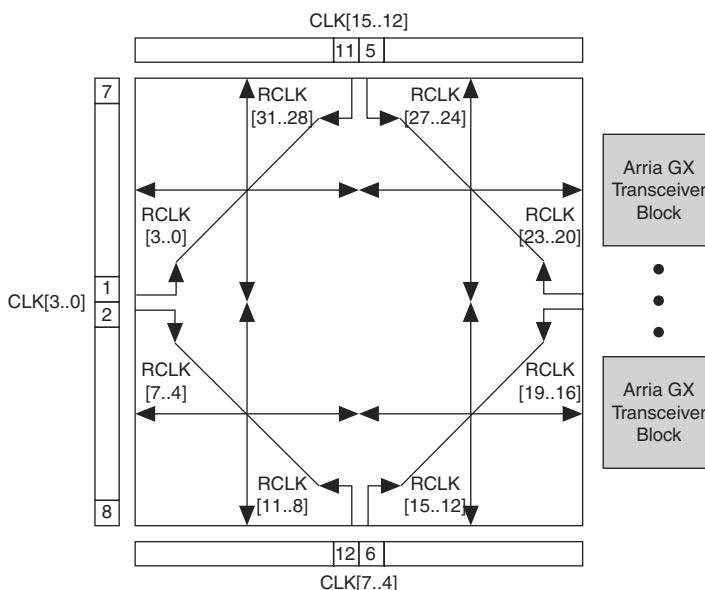 CLK[15..12]
11 5
7
RCLK
[31..28]
RCLK
[27..24]
Arria GX
Transceiver
Block
RCLK
[3..0]
RCLK
[23..20]
1
CLK[3..0]
2
RCLK
[7..4]
RCLK
[19..16]
Arria GX
Transceiver
Block
RCLK
[11..8]
RCLK
[15..12]
8
12 6
CLK[7..4]